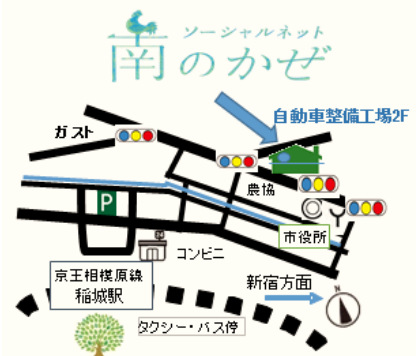 ソーシャルネット
南のかぜ
自動車整備工場2F
ガスト
農協
P
市役所
コンビニ
京王相模原線
稲城駅
新宿方面
タクシー・バス停